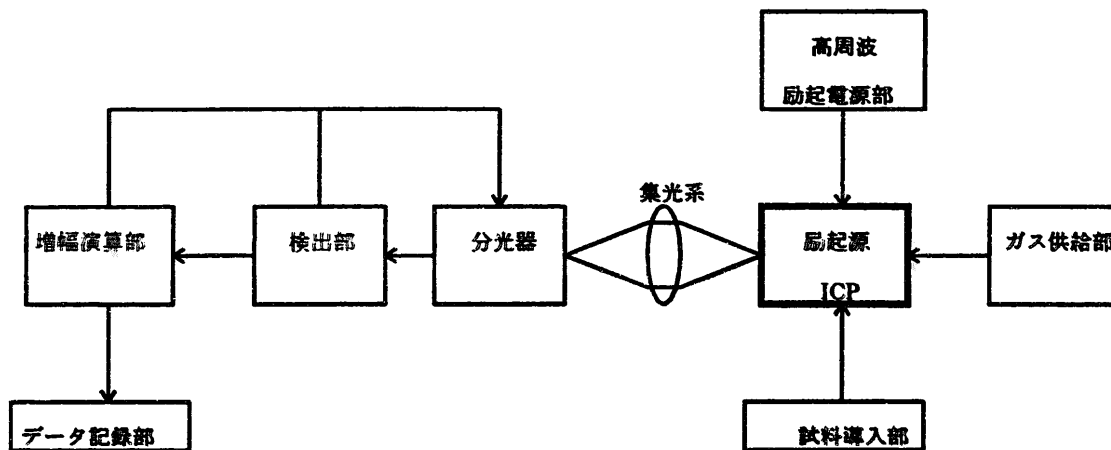 高周波
励起電源部
集光系
増幅演算部
検出部
分光器
励起源
ICP
ガス供給部
データ記録部
試料導入部